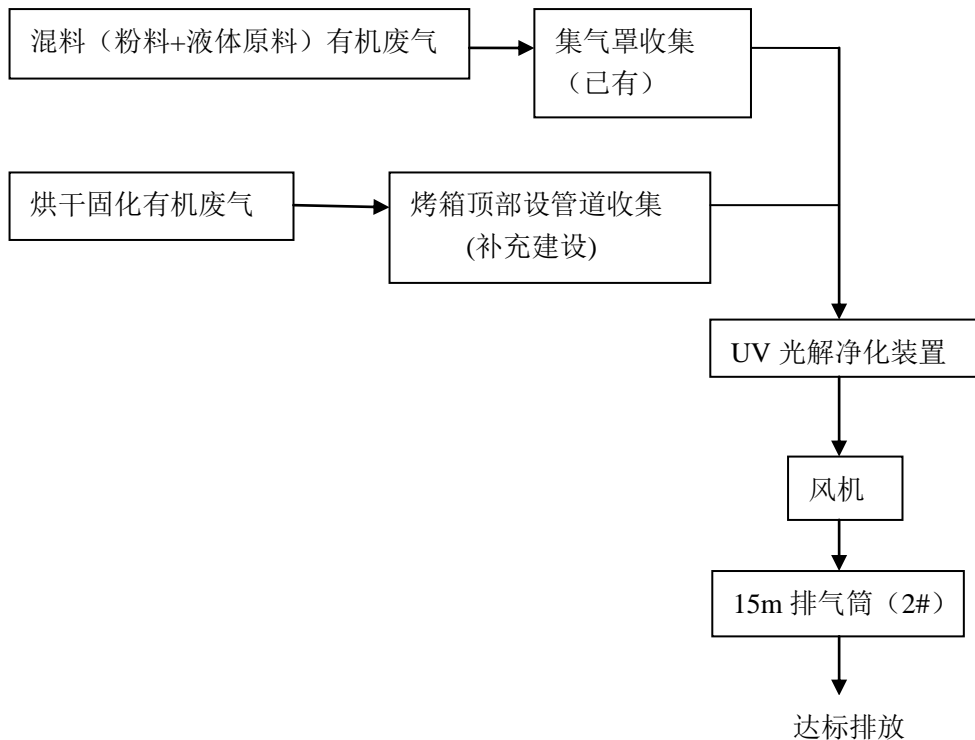 混料（粉料+液体原料）有机废气
集气罩收集
（已有）
烘干固化有机废气
烤箱顶部设管道收集
(补充建设)
UV 光解净化装置
风机
15m 排气筒（2#）
达标排放